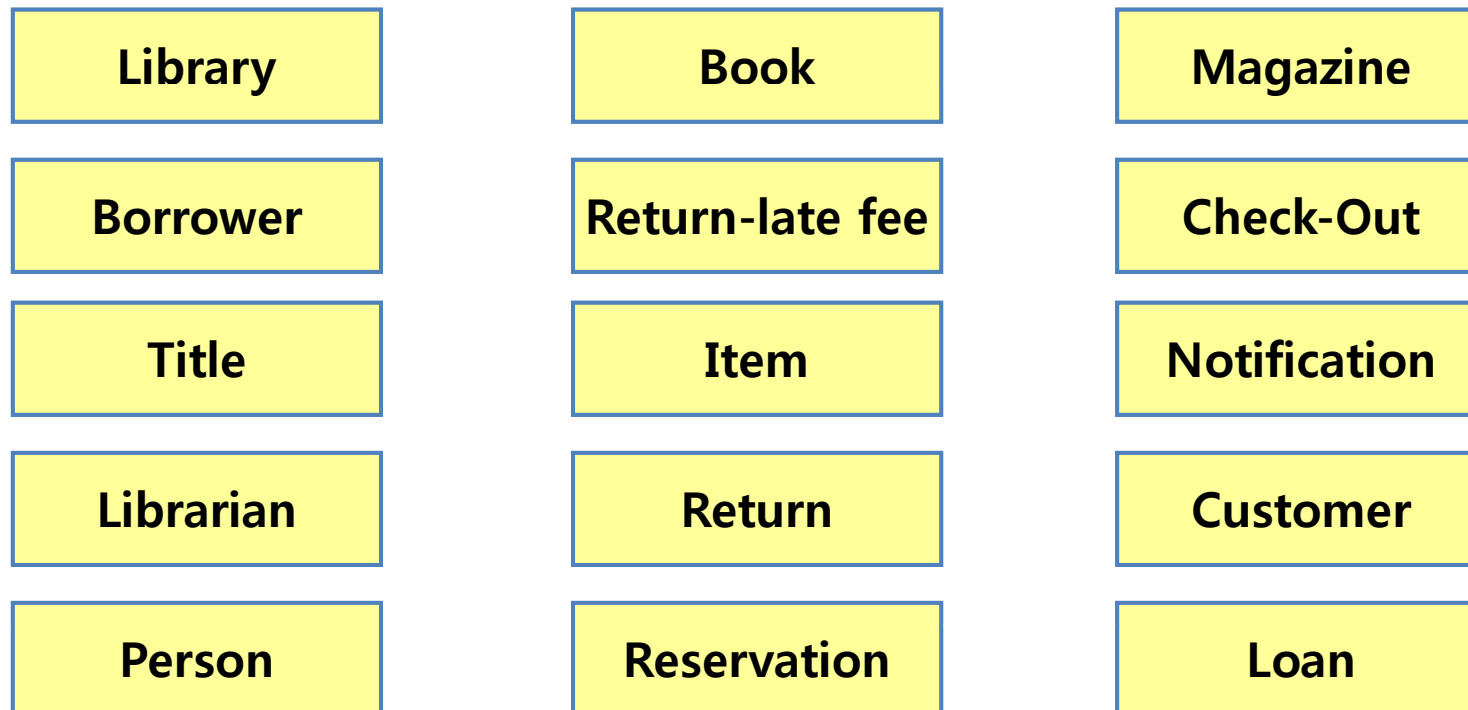 Library
Book
Magazine
Borrower
Return-late fee
Check-Out
Title
Item
Notification
Librarian
Return
Customer
Person
Reservation
Loan